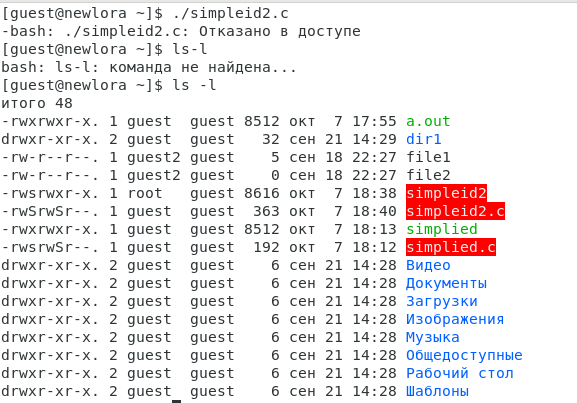 [guest@newlora ~]$ ./simpleid2.c
-bash: ./simpleid2.c: Отказано в доступе
[guest@newlora ~]$ ls-l
bash: ls-l: команда не найдена...
[guest@newlora ~]$ ls -l
итого 48
-rwxrwxr-x. 1 guest  guest 8512 окт  7 17:55 a.out
drwxr-xr-x. 2 guest  guest   32 сен 21 14:29 dir1
-rw-r--r--. 1 guest2 guest    5 сен 18 22:27 file1
-rw-r--r--. 1 guest2 guest    0 сен 18 22:27 file2
-rwsrwxr-x. 1 root   guest 8616 окт  7 18:38 simpleid2
-rwSrwSr--. 1 guest  guest  363 окт  7 18:40 simpleid2.c
-rwxrwxr-x. 1 guest  guest 8512 окт  7 18:13 simplied
-rwsrwSr--. 1 guest  guest  192 окт  7 18:12 simplied.c
drwxr-xr-x. 2 guest  guest    6 сен 21 14:28 Видео
drwxr-xr-x. 2 guest  guest    6 сен 21 14:28 Документы
drwxr-xr-x. 2 guest  guest    6 сен 21 14:28 Загрузки
drwxr-xr-x. 2 guest  guest    6 сен 21 14:28 Изображения
drwxr-xr-x. 2 guest  guest    6 сен 21 14:28 Музыка
drwxr-xr-x. 2 guest  guest    6 сен 21 14:28 Общедоступные
drwxr-xr-x. 2 guest  guest    6 сен 21 14:28 Рабочий стол
drwxr-xr-x. 2 guest  guest    6 сен 21 14:28 Шаблоны